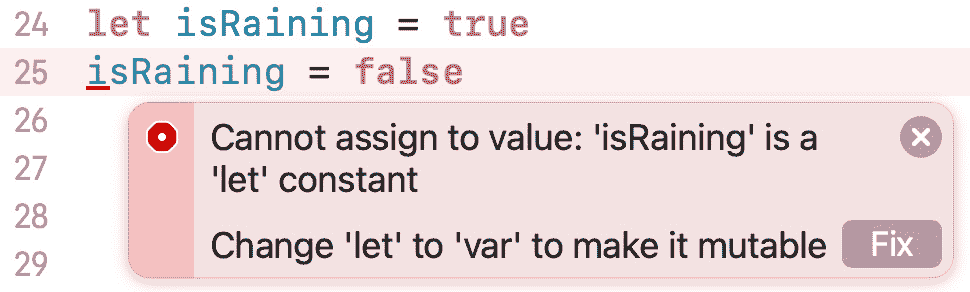 24 let isRaining = true
25 isRaining = false
26
Cannot assign to value: 'isRaining' is a
27
'let' constant
28
Change 'let' to 'var' to make it mutable Fix
29